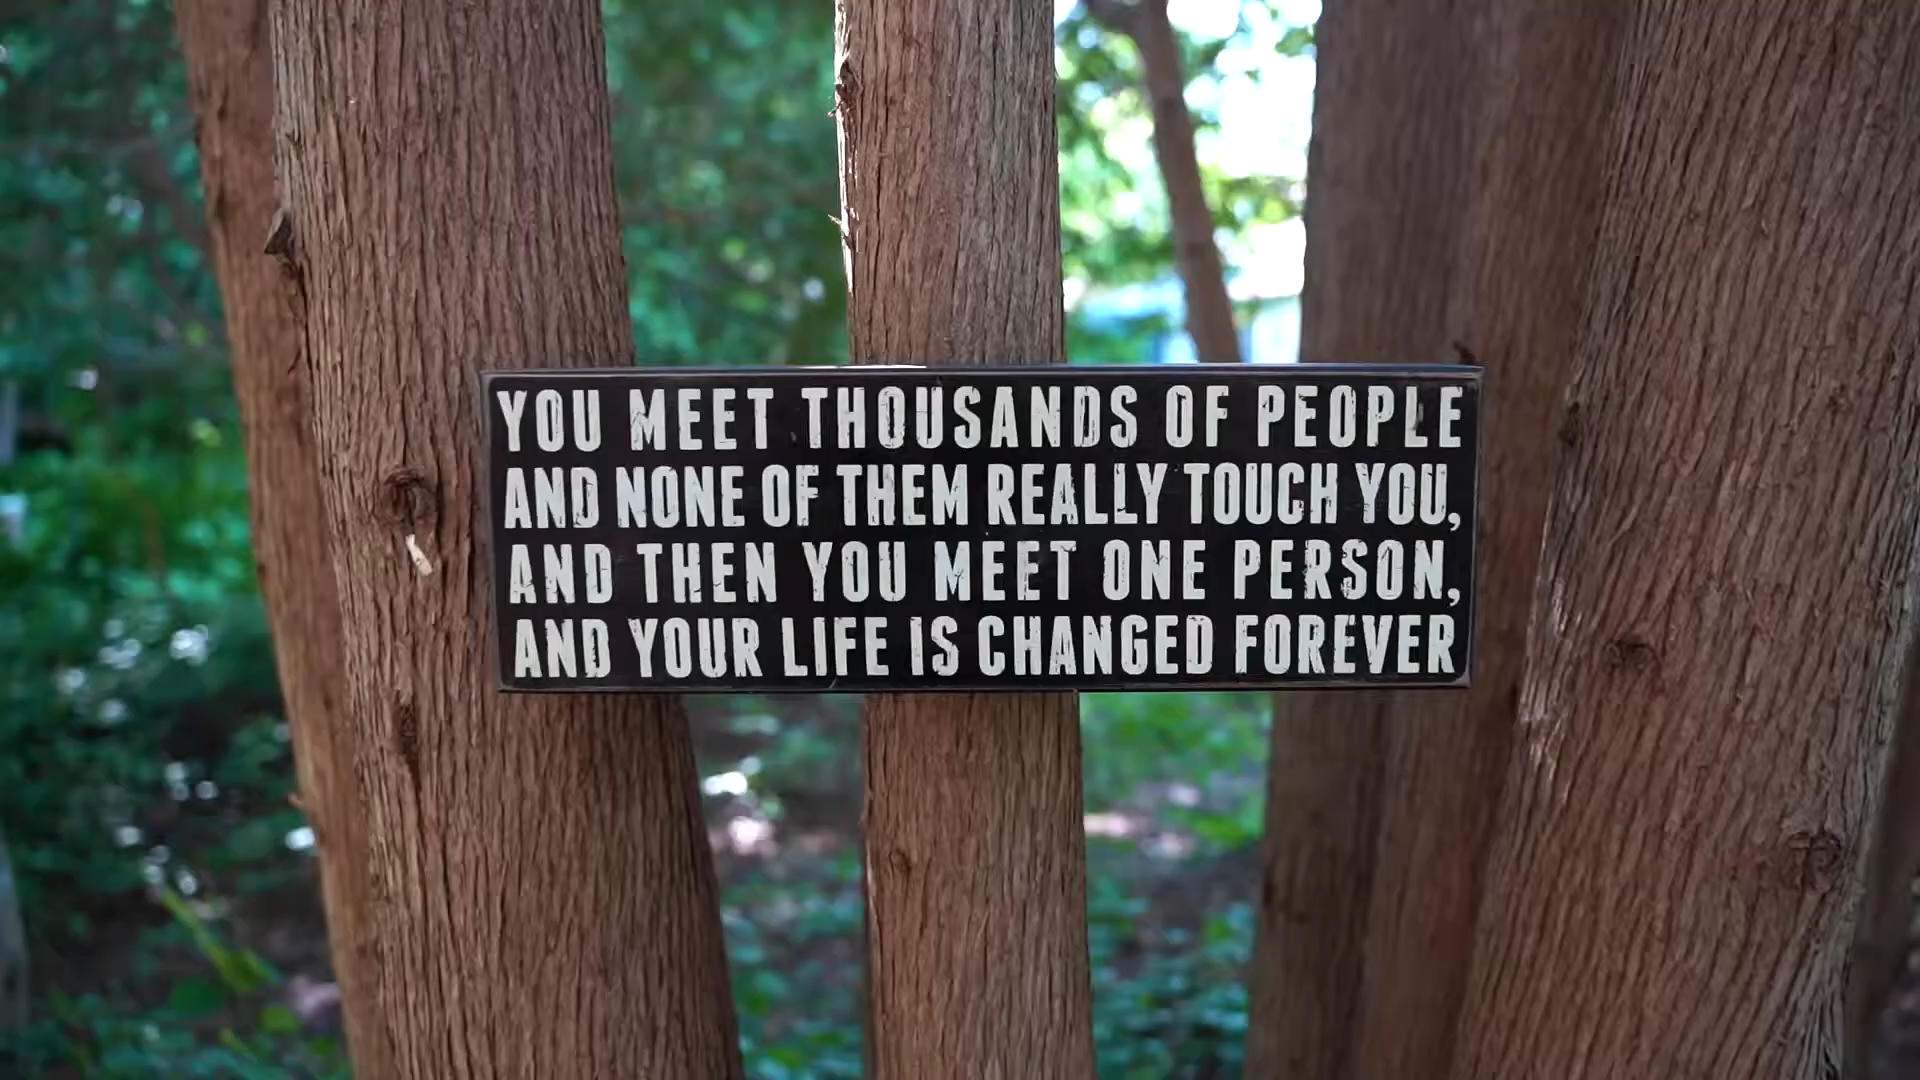 YOU MEET THOUSANDS OF PEOPLE
AND NONE OF THEM REALLY TOUCH YOU,
AND THEN YOU MEET ONE PERSON,
AND YOUR LIFE IS CHANGED FOREVER